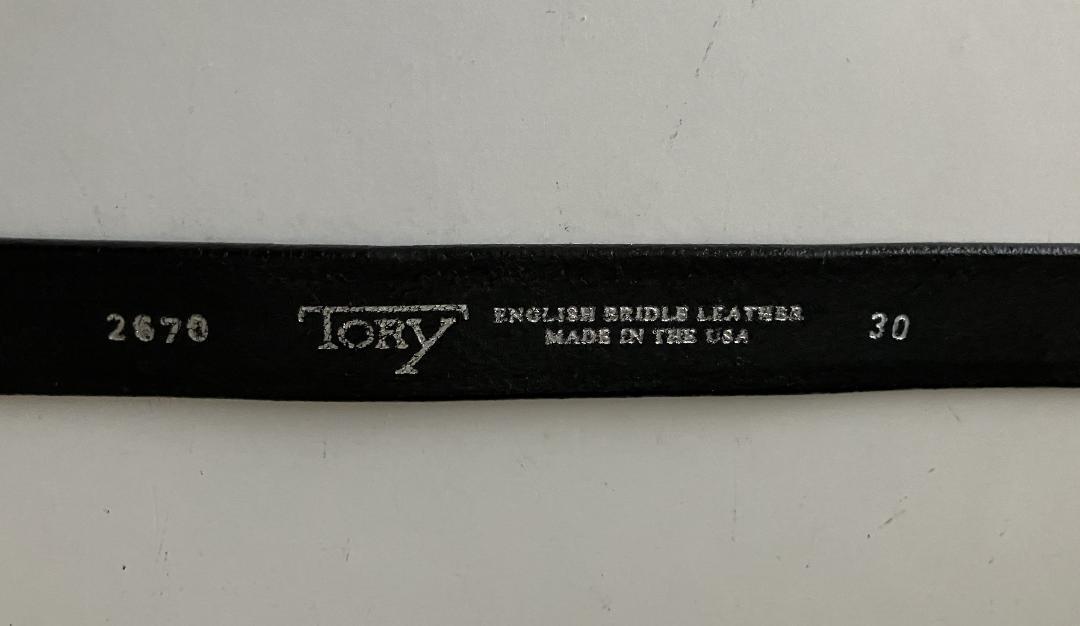 2670
TORY
ENGLISH BRIDLE LEATHER
MADE IN THE USA
30